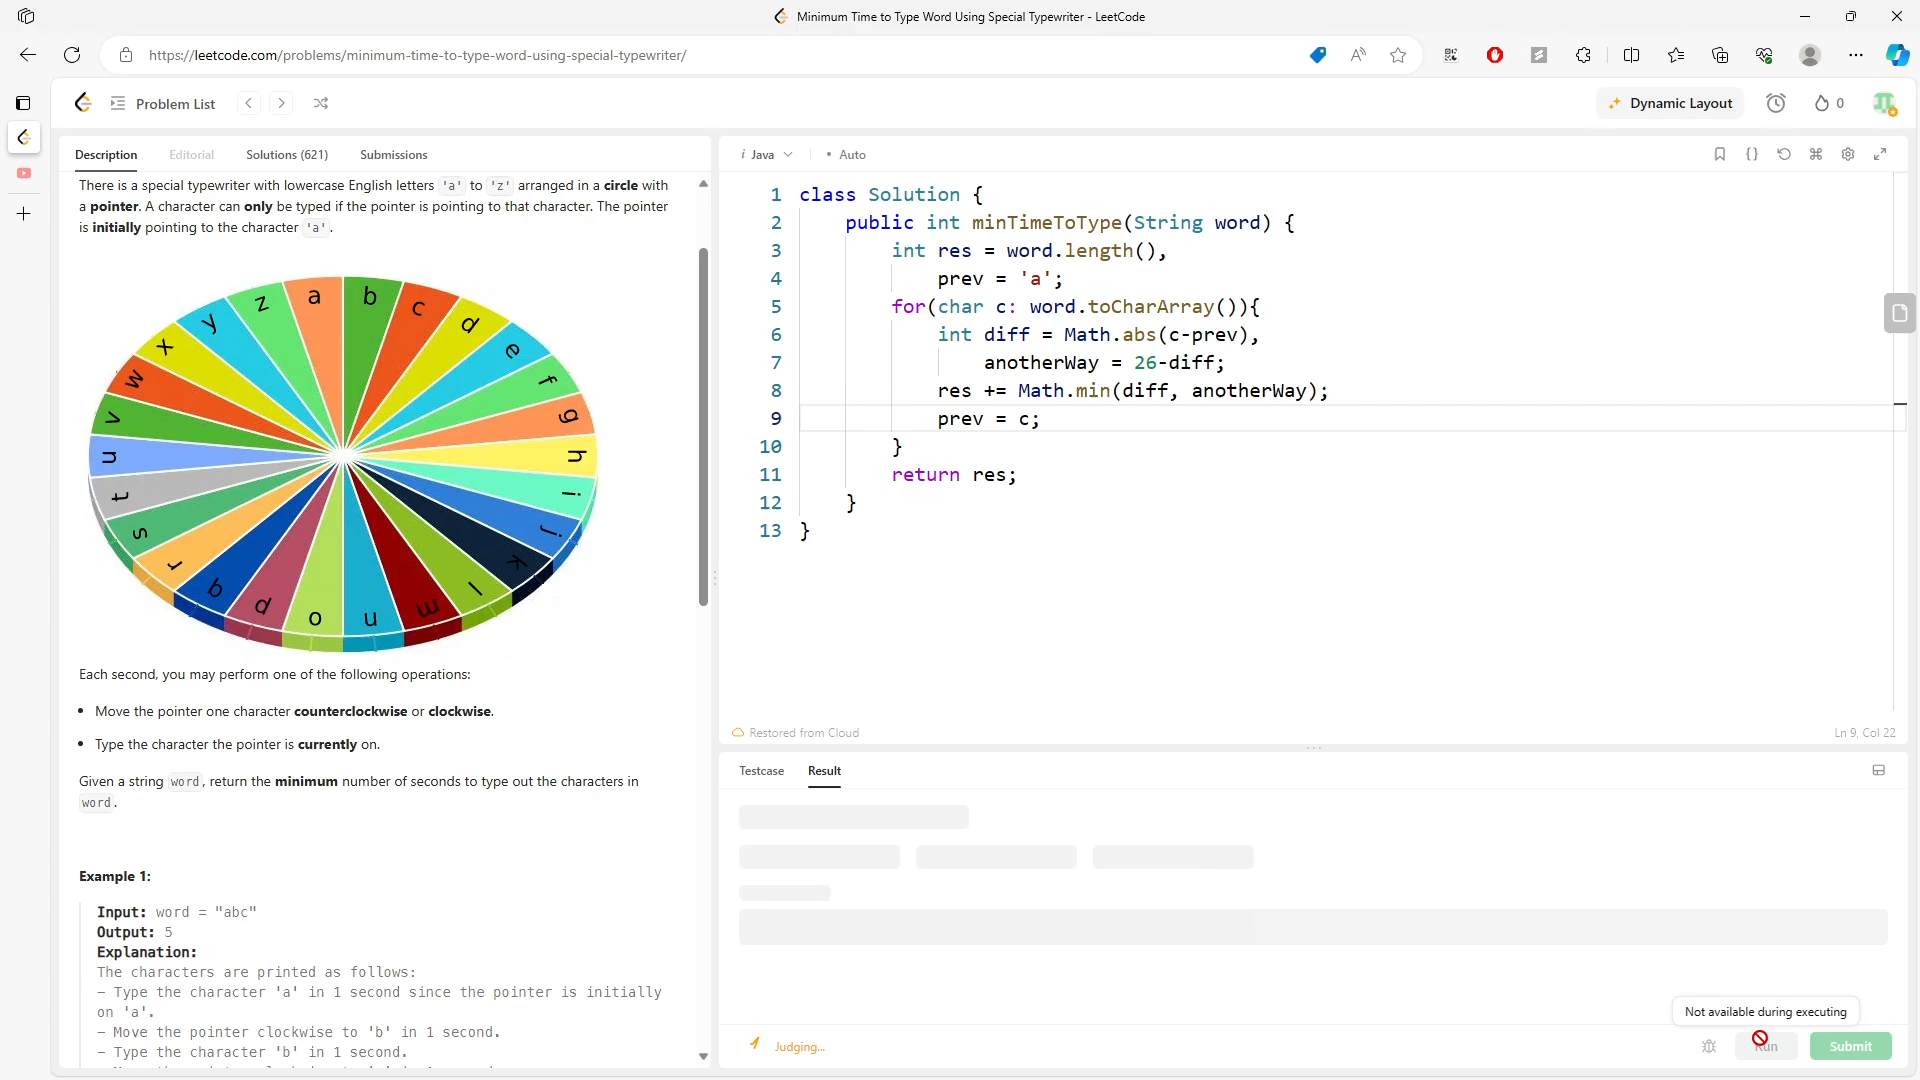 Minimum Time to Type Word Using Special Typewriter - LeetCode
https://leetcode.com/problems/minimum-time-to-type-word-using-special-typewriter/
Problem List
Dynamic Layout
0
Description
Editorial
Solutions (621)
Submissions
There is a special typewriter with lowercase English letters 'a' to 'z' arranged in a circle with
a pointer. A character can only be typed if the pointer is pointing to that character. The pointer
is initially pointing to the character 'a'.
a
b
c
d
e
f
g
h
i
j
k
l
m
n
o
p
q
r
s
t
u
v
w
x
y
z
Each second, you may perform one of the following operations:
• Move the pointer one character counterclockwise or clockwise.
• Type the character the pointer is currently on.
Given a string word, return the minimum number of seconds to type out the characters in
word.
Example 1:
Input: word = "abc"
Output: 5
Explanation:
The characters are printed as follows:
- Type the character 'a' in 1 second since the pointer is initially
on 'a'.
- Move the pointer clockwise to 'b' in 1 second.
- Type the character 'b' in 1 second.
i Java
• Auto
1 class Solution {
2 public int minTimeToType(String word) {
3 int res = word.length(),
4 prev = 'a';
5 for(char c: word.toCharArray()){
6 int diff = Math.abs(c-prev),
7 anotherWay = 26-diff;
8 res += Math.min(diff, anotherWay);
9 prev = c;
10 }
11 return res;
12 }
13 }
Restored from Cloud
Ln 9, Col 22
Testcase
Result
Not available during executing
Judging...
Run
Submit